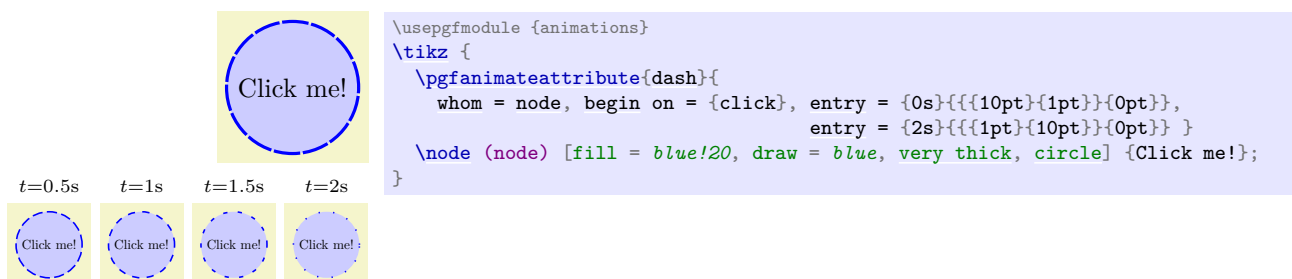 Click me!
t=0.5s t=1s t=1.5s t=2s
Click me! Click me! Click me! Click me!
\usepgfmodule {animations}
\tikz {
  \pgfanimateattribute{dash}{
    whom = node, begin on = {click}, entry = {0s}{{{10pt}{1pt}}{0pt}},
                                     entry = {2s}{{{1pt}{10pt}}{0pt}} }
  \node (node) [fill = blue!20, draw = blue, very thick, circle] {Click me!};
}